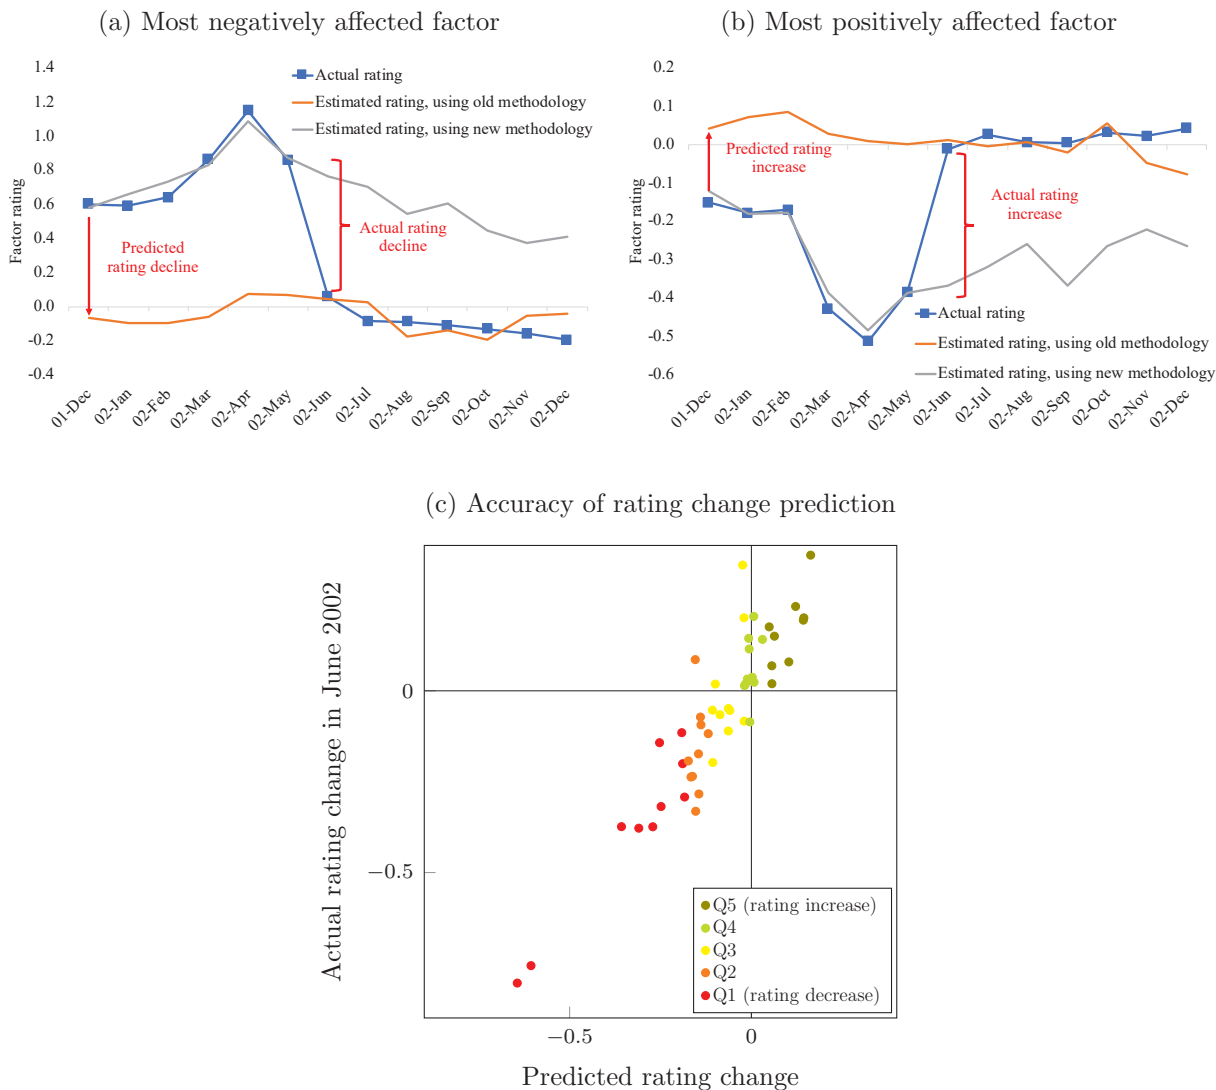 (a) Most negatively affected factor
1.4
1.2
1.0
0.8
0.6
0.4
0.2
0.0
-0.2
-0.4
Factor rating
Actual rating
Estimated rating, using old methodology
Estimated rating, using new methodology
Predicted
rating decline
Actual rating
decline
01-Dec
02-Jan
02-Feb
02-Mar
02-Apr
02-May
02-Jun
02-Jul
02-Aug
02-Sep
02-Oct
02-Nov
02-Dec
(b) Most positively affected factor
0.2
0.1
0.0
-0.1
-0.2
-0.3
-0.4
-0.5
-0.6
Factor rating
Predicted rating
increase
Actual rating
increase
Actual rating
Estimated rating, using old methodology
Estimated rating, using new methodology
01-Dec
02-Jan
02-Feb
02-Mar
02-Apr
02-May
02-Jun
02-Jul
02-Aug
02-Sep
02-Oct
02-Nov
02-Dec
(c) Accuracy of rating change prediction
Actual rating change in June 2002
0
−0.5
Q5 (rating increase)
Q4
Q3
Q2
Q1 (rating decrease)
−0.5
0
Predicted rating change